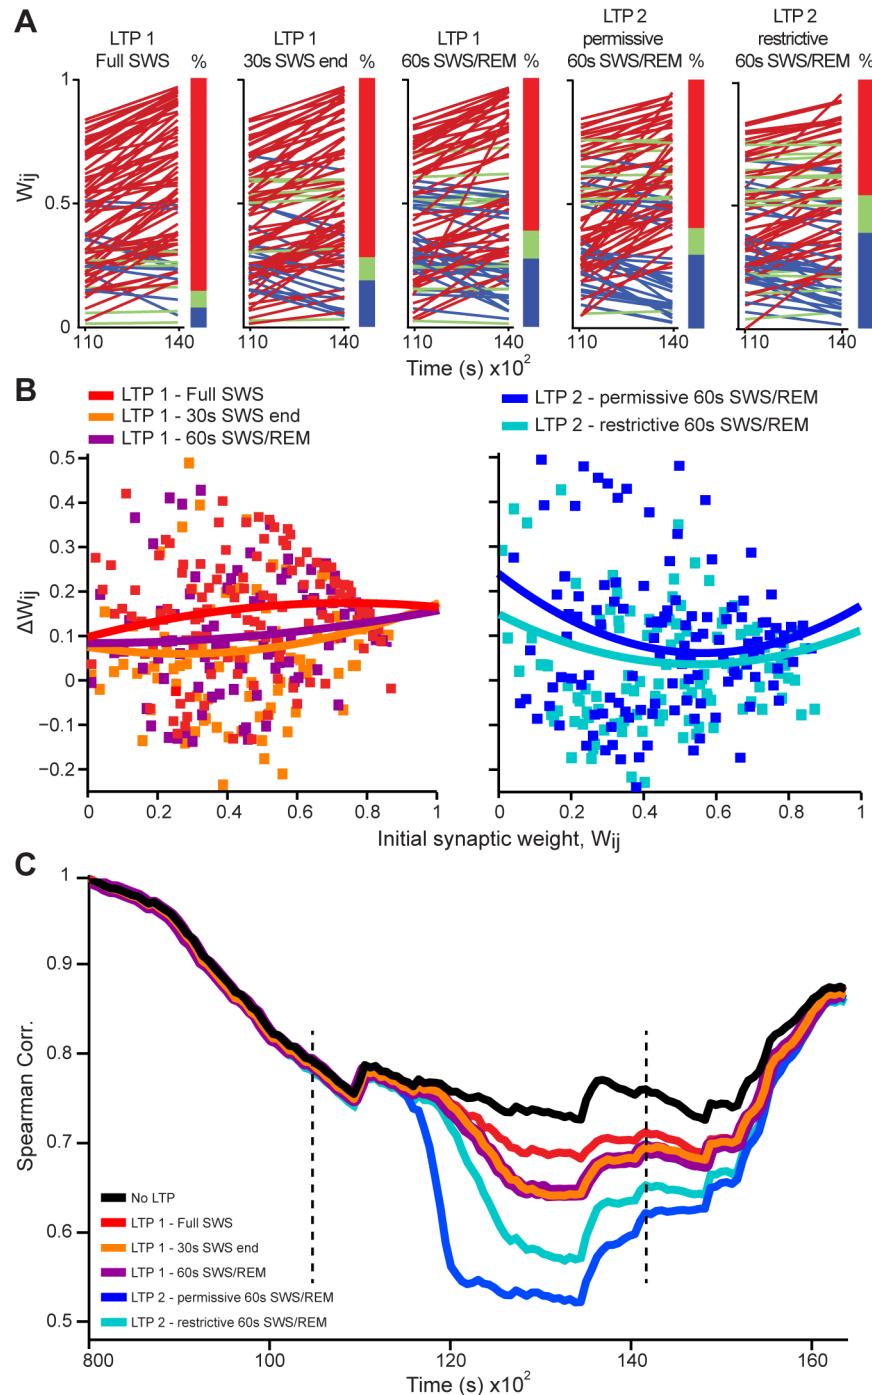 A
LTP 1
Full SWS %
LTP 1
30s SWS end %
LTP 1
60s SWS/REM %
LTP 2
permissive
60s SWS/REM %
LTP 2
restrictive
60s SWS/REM %
1
0.5
0
Wij
110 140 110 140 110 140 110 140 110 140
Time (s) x10²
B
LTP 1 - Full SWS
LTP 1 - 30s SWS end
LTP 1 - 60s SWS/REM
LTP 2 - permissive 60s SWS/REM
LTP 2 - restrictive 60s SWS/REM
0.5
0.4
0.3
0.2
0.1
0
−0.1
−0.2
ΔWij
0 0.2 0.4 0.6 0.8 1
0 0.2 0.4 0.6 0.8 1
Initial synaptic weight, Wij
C
1
0.9
0.8
0.7
0.6
0.5
Spearman Corr.
No LTP
LTP 1 - Full SWS
LTP 1 - 30s SWS end
LTP 1 - 60s SWS/REM
LTP 2 - permissive 60s SWS/REM
LTP 2 - restrictive 60s SWS/REM
800 100 120 140 160
Time (s) x10²